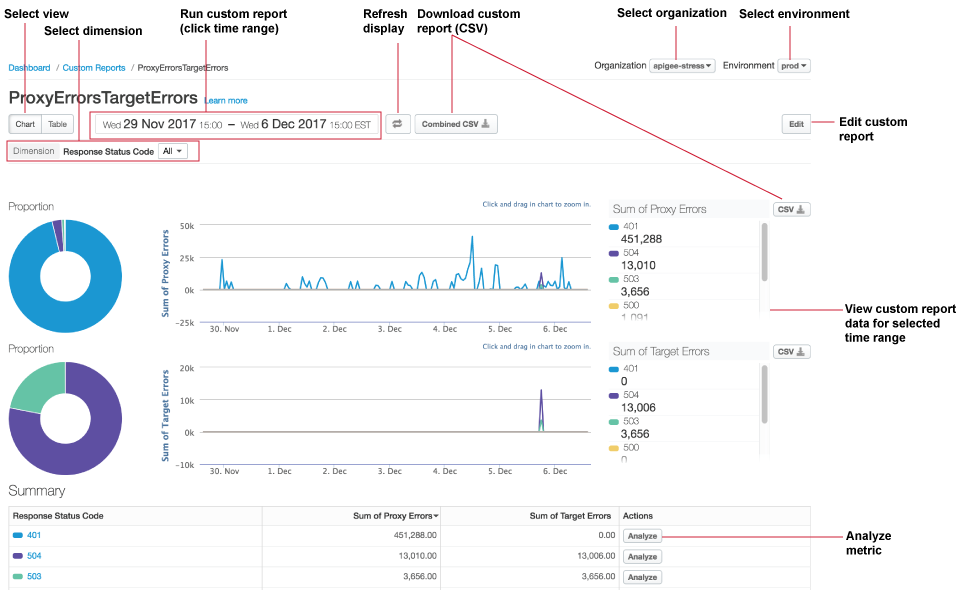 Select view
Select dimension
Run custom report
(click time range)
Refresh
display
Download custom
report (CSV)
Select organization
Select environment
Dashboard / Custom Reports / ProxyErrorsTargetErrors
Organization apigee-stress Environment prod
ProxyErrorsTargetErrors Learn more
Chart Table Wed 29 Nov 2017 15:00 – Wed 6 Dec 2017 15:00 EST Combined CSV Edit
Edit custom
report
Dimension Response Status Code All
Proportion
Click and drag in chart to zoom in.
Sum of Proxy Errors
50k
25k
0k
-25k
30. Nov 1. Dec 2. Dec 3. Dec 4. Dec 5. Dec 6. Dec
Sum of Proxy Errors CSV
401
451,288
504
13,010
503
3,656
500
1,091
View custom report
data for selected
time range
Proportion
Click and drag in chart to zoom in.
Sum of Target Errors
20k
10k
0k
-10k
30. Nov 1. Dec 2. Dec 3. Dec 4. Dec 5. Dec 6. Dec
Sum of Target Errors CSV
401
0
504
13,006
503
3,656
500
0
Summary
Response Status Code Sum of Proxy Errors Sum of Target Errors Actions
401 451,288.00 0.00 Analyze
504 13,010.00 13,006.00 Analyze
503 3,656.00 3,656.00 Analyze
Analyze
metric